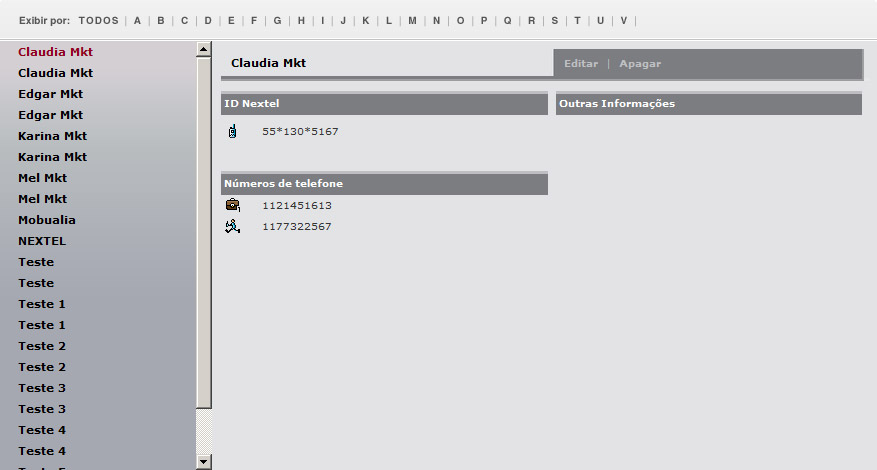 Exibir por: TODOS | A | B | C | D | E | F | G | H | I | J | K | L | M | N | O | P | Q | R | S | T | U | V |
Claudia Mkt
Claudia Mkt
Edgar Mkt
Edgar Mkt
Karina Mkt
Karina Mkt
Mel Mkt
Mel Mkt
Mobualia
NEXTEL
Teste
Teste
Teste 1
Teste 1
Teste 2
Teste 2
Teste 3
Teste 3
Teste 4
Teste 4
Claudia Mkt
Editar | Apagar
ID Nextel
55*130*5167
Números de telefone
1121451613
1177322567
Outras Informações